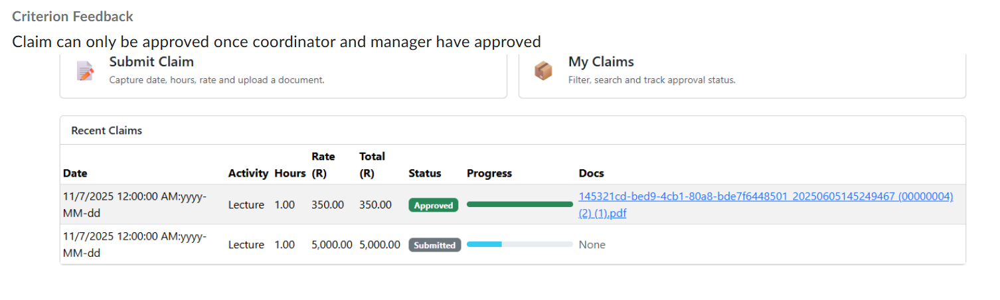 Criterion Feedback
Claim can only be approved once coordinator and manager have approved
Submit Claim
Capture date, hours, rate and upload a document.
My Claims
Filter, search and track approval status.
Recent Claims
Date Activity Hours Rate (R) Total (R) Status Progress Docs
11/7/2025 12:00:00 AM:yyyy-
MM-dd
Lecture 1.00 350.00 350.00 Approved
145321cd-bed9-4cb1-80a8-bde7f6448501_20250605145249467 (00000004)
(2) (1).pdf
11/7/2025 12:00:00 AM:yyyy-
MM-dd
Lecture 1.00 5,000.00 5,000.00 Submitted None